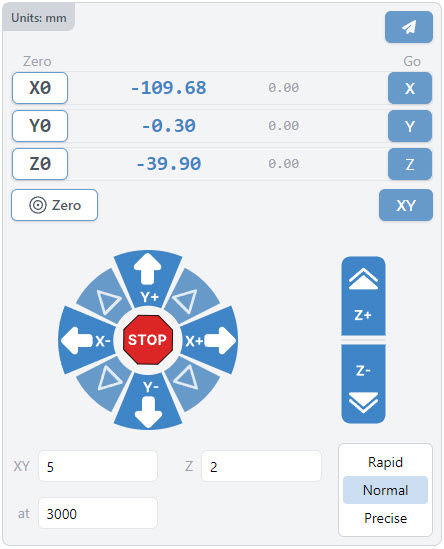 Units: mm
Zero Go
X0 -109.68 0.00 X
Y0 -0.30 0.00 Y
Z0 -39.90 0.00 Z
Zero XY
Y+
Z+
X- STOP X+
Z-
Y-
XY 5 Z 2
Rapid
Normal
at 3000
Precise